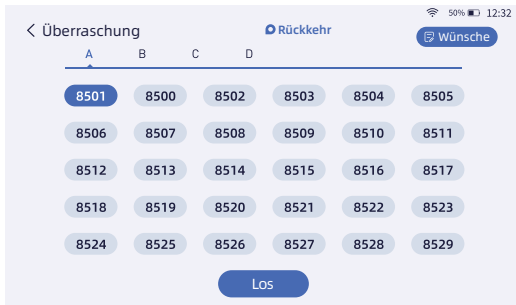 50% 12:32
Überraschung Rückkehr Wünsche
A B C D
8501 8500 8502 8503 8504 8505
8506 8507 8508 8509 8510 8511
8512 8513 8514 8515 8516 8517
8518 8519 8520 8521 8522 8523
8524 8525 8526 8527 8528 8529
Los